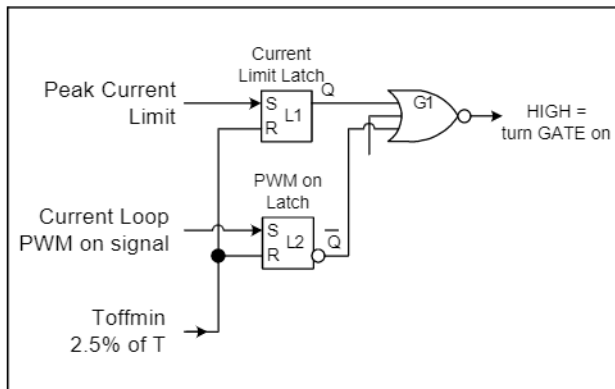 Current
Limit Latch
Q
Peak Current
Limit
S
L1
R
G1
HIGH =
turn GATE on
PWM on
Latch
Current Loop
PWM on signal
S
L2
R
Q̅
Toffmin
2.5% of T